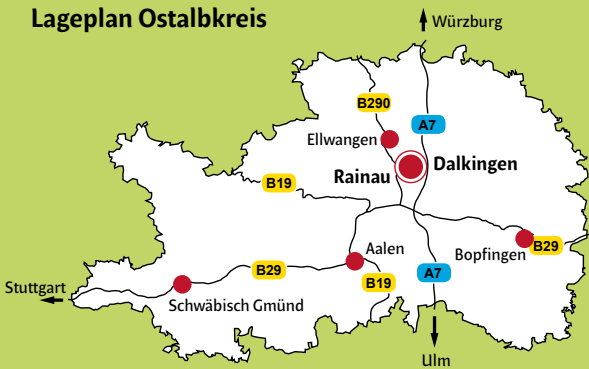 Lageplan Ostalbkreis
Würzburg
B290
A7
Ellwangen
Rainau
Dalkingen
B19
Aalen
Bopfingen
B29
B29
A7
B19
Stuttgart
Schwäbisch Gmünd
Ulm